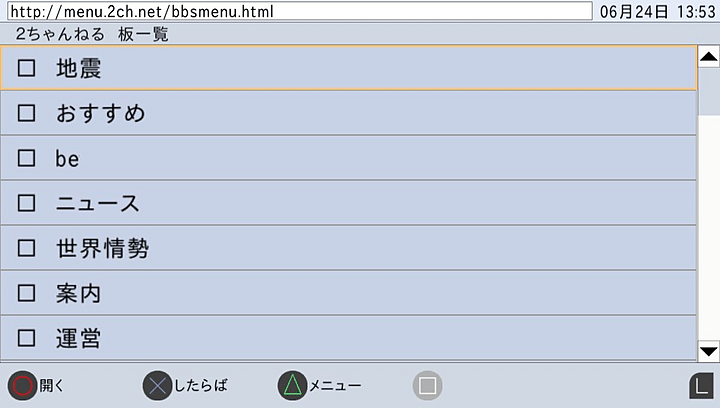 http://menu.2ch.net/bbsmenu.html 06月24日 13:53
2ちゃんねる 板一覧
地震
おすすめ
be
ニュース
世界情勢
案内
運営
開く したらば メニュー L